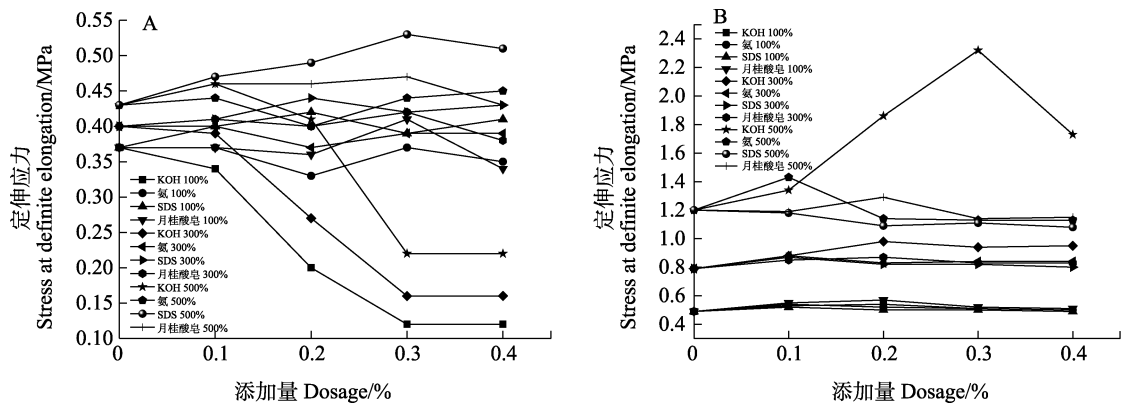 A
0.55
0.50
0.45
0.40
0.35
0.30
0.25
0.20
0.15
0.10
定伸应力
Stress at definite elongation/MPa
KOH 100%
氨 100%
SDS 100%
月桂酸皂 100%
KOH 300%
氨 300%
SDS 300%
月桂酸皂 300%
KOH 500%
氨 500%
SDS 500%
月桂酸皂 500%
0 0.1 0.2 0.3 0.4
添加量 Dosage/%
B
2.4
2.2
2.0
1.8
1.6
1.4
1.2
1.0
0.8
0.6
0.4
定伸应力
Stress at definite elongation/MPa
KOH 100%
氨 100%
SDS 100%
月桂酸皂 100%
KOH 300%
氨 300%
SDS 300%
月桂酸皂 300%
KOH 500%
氨 500%
SDS 500%
月桂酸皂 500%
0 0.1 0.2 0.3 0.4
添加量 Dosage/%